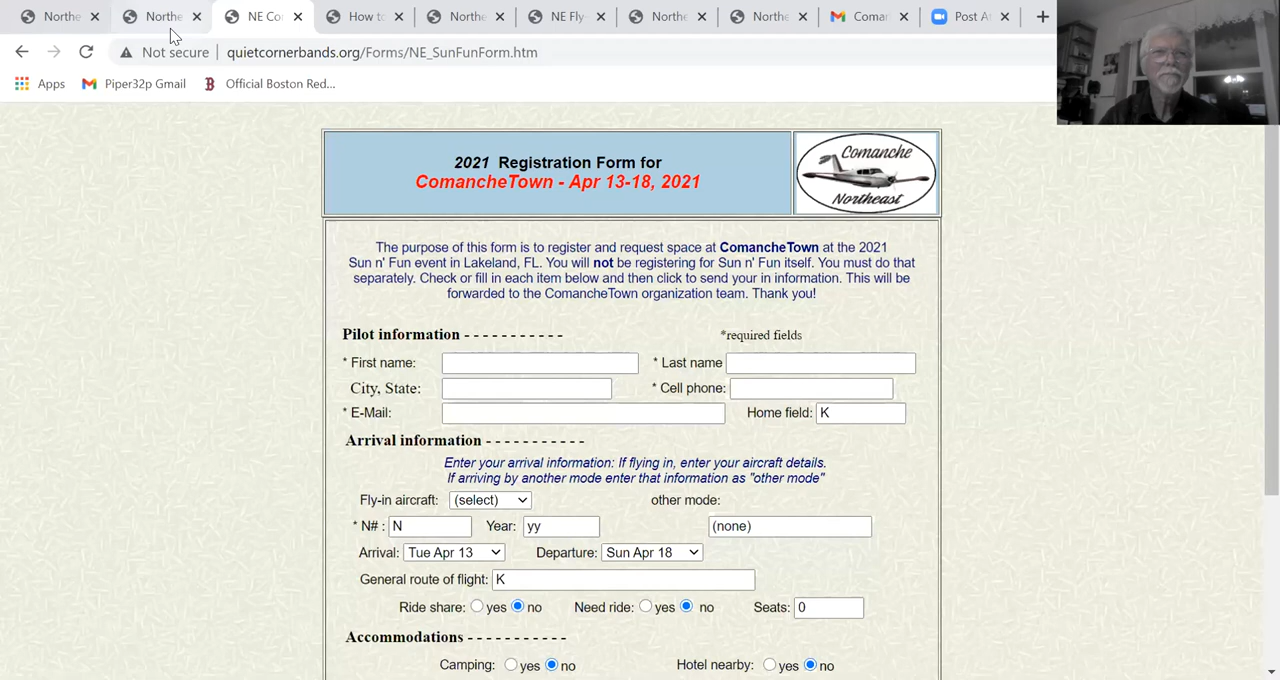 Northe
Northe
NE Co
How to
Northe
NE Fly-
Northe
Northe
Comar
Post A
Not secure
quietcornerbands.org/Forms/NE_SunFunForm.htm
Apps
Piper32p Gmail
Official Boston Red...
2021 Registration Form for
ComancheTown - Apr 13-18, 2021
Comanche
Northeast
The purpose of this form is to register and request space at ComancheTown at the 2021
Sun n' Fun event in Lakeland, FL. You will not be registering for Sun n' Fun itself. You must do that
separately. Check or fill in each item below and then click to send your in information. This will be
forwarded to the ComancheTown organization team. Thank you!
Pilot information - - - - - - - - - - -
*required fields
* First name:
* Last name
City, State:
* Cell phone:
* E-Mail:
Home field: K
Arrival information - - - - - - - - - - -
Enter your arrival information: If flying in, enter your aircraft details.
If arriving by another mode enter that information as "other mode"
Fly-in aircraft: (select)
other mode:
* N# : N
Year: yy
(none)
Arrival: Tue Apr 13
Departure: Sun Apr 18
General route of flight: K
Ride share: yes no
Need ride: yes no
Seats: 0
Accommodations - - - - - - - - - - -
Camping: yes no
Hotel nearby: yes no